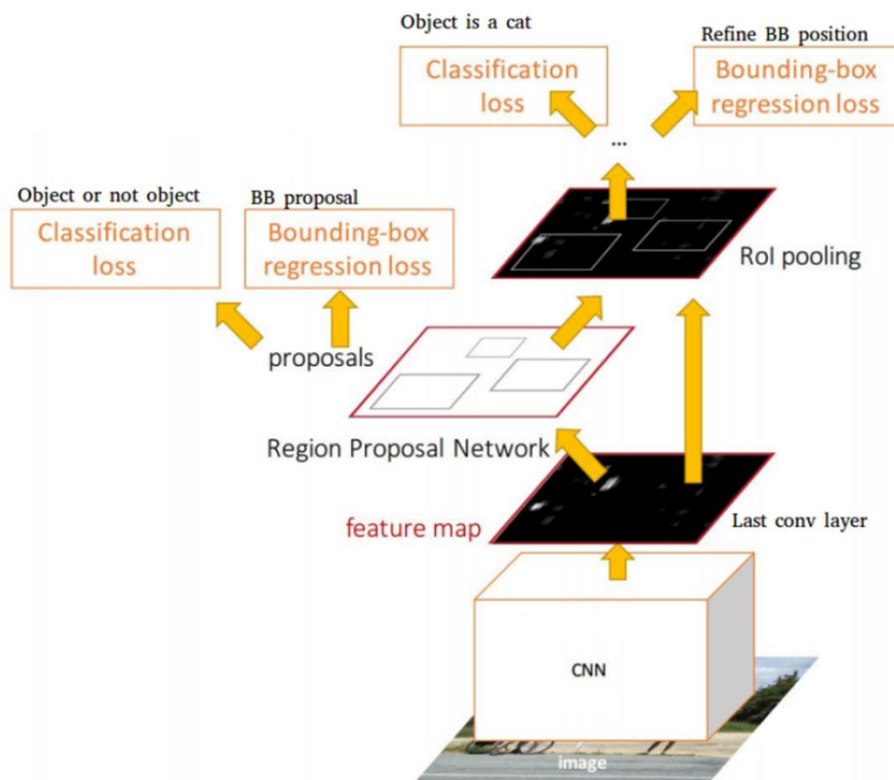 Object is a cat
Refine BB position
Classification
loss
Bounding-box
regression loss
...
Object or not object
BB proposal
Classification
loss
Bounding-box
regression loss
RoI pooling
proposals
Region Proposal Network
feature map
Last conv layer
CNN
image